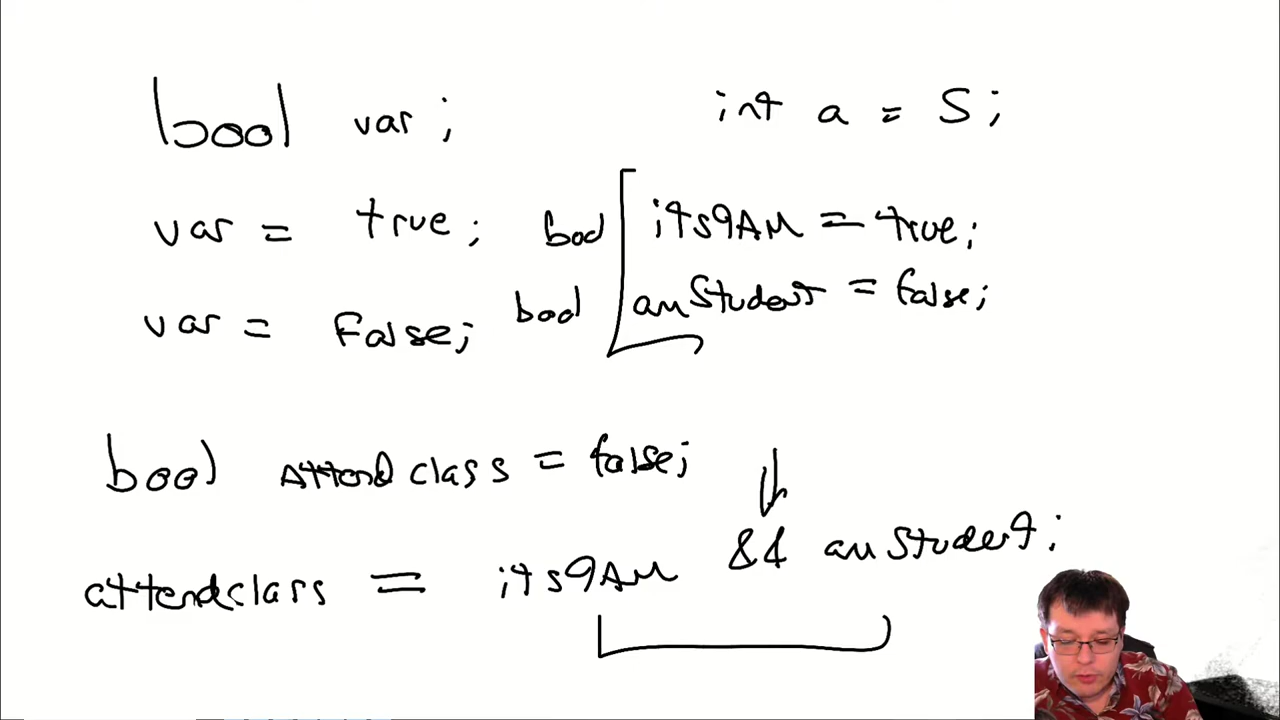 bool var; int a = 5;
var = true; bool its9AM = true;
var = False; bool amStudent = false;
bool Attendclass = false;
attendclass = its9AM && amStudent;